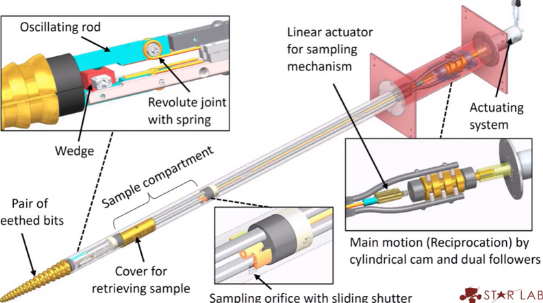 Oscillating rod
Revolute joint
with spring
Wedge
Linear actuator
for sampling
mechanism
Actuating
system
Sample compartment
Pair of
eethed bits
Cover for
retrieving sample
Sampling orifice with sliding shutter
Main motion (Reciprocation) by
cylindrical cam and dual followers
STAR LAB